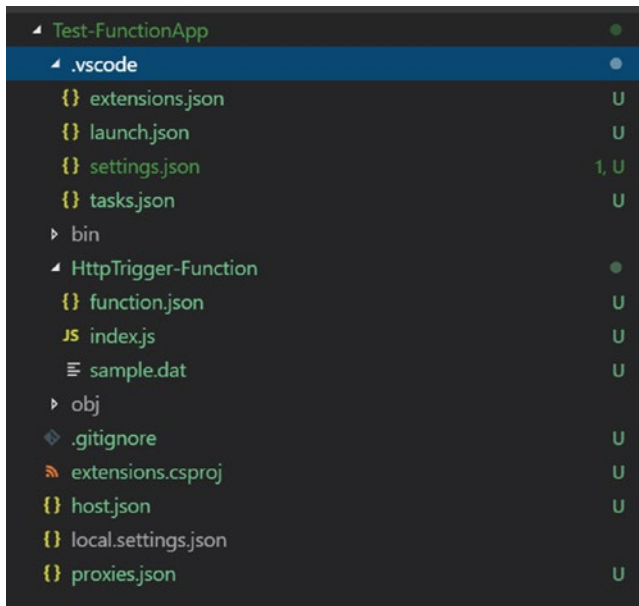 Test-FunctionApp
.vscode
{} extensions.json U
{} launch.json U
{} settings.json 1, U
{} tasks.json U
bin
HttpTrigger-Function
{} function.json U
JS index.js U
sample.dat U
obj
.gitignore U
extensions.csproj U
{} host.json U
{} local.settings.json
{} proxies.json U